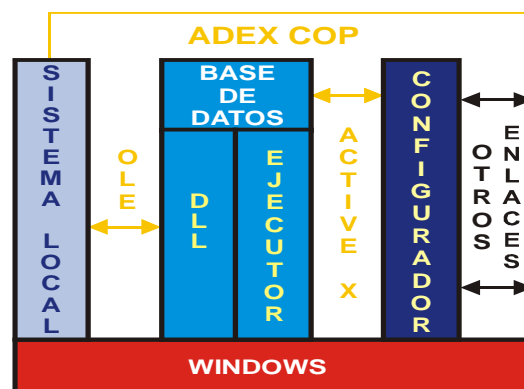 ADEX COP
SISTEMA LOCAL
OLE
BASE
DE
DATOS
DLL
EJECUTOR
ACTIVE X
CONFIGURADOR
OTROS
ENLACES
WINDOWS